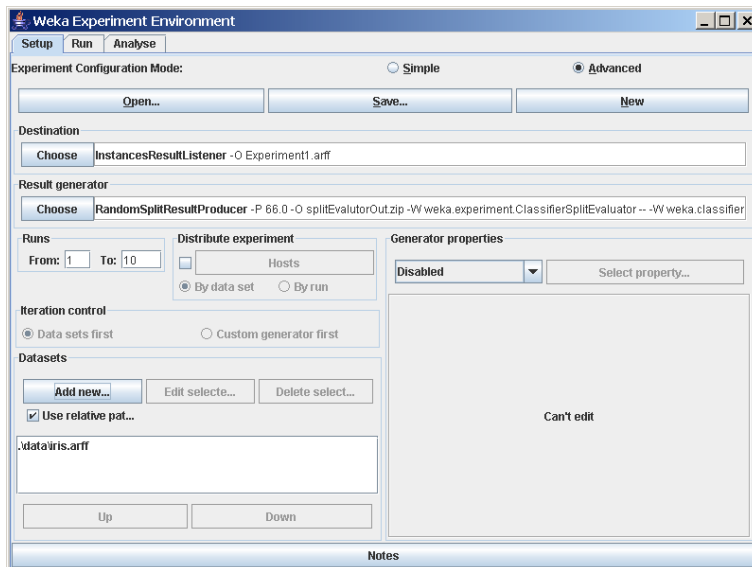 Weka Experiment Environment
Setup Run Analyse
Experiment Configuration Mode: Simple Advanced
Open... Save... New
Destination
Choose InstancesResultListener -O Experiment1.arff
Result generator
Choose RandomSplitResultProducer -P 66.0 -O splitEvalutorOut.zip -W weka.experiment.ClassifierSplitEvaluator -- -W weka.classifier
Runs
From: 1 To: 10
Distribute experiment
Hosts
By data set By run
Generator properties
Disabled Select property...
Can't edit
Iteration control
Data sets first Custom generator first
Datasets
Add new... Edit selecte... Delete select...
Use relative pat...
.\data\iris.arff
Up Down
Notes